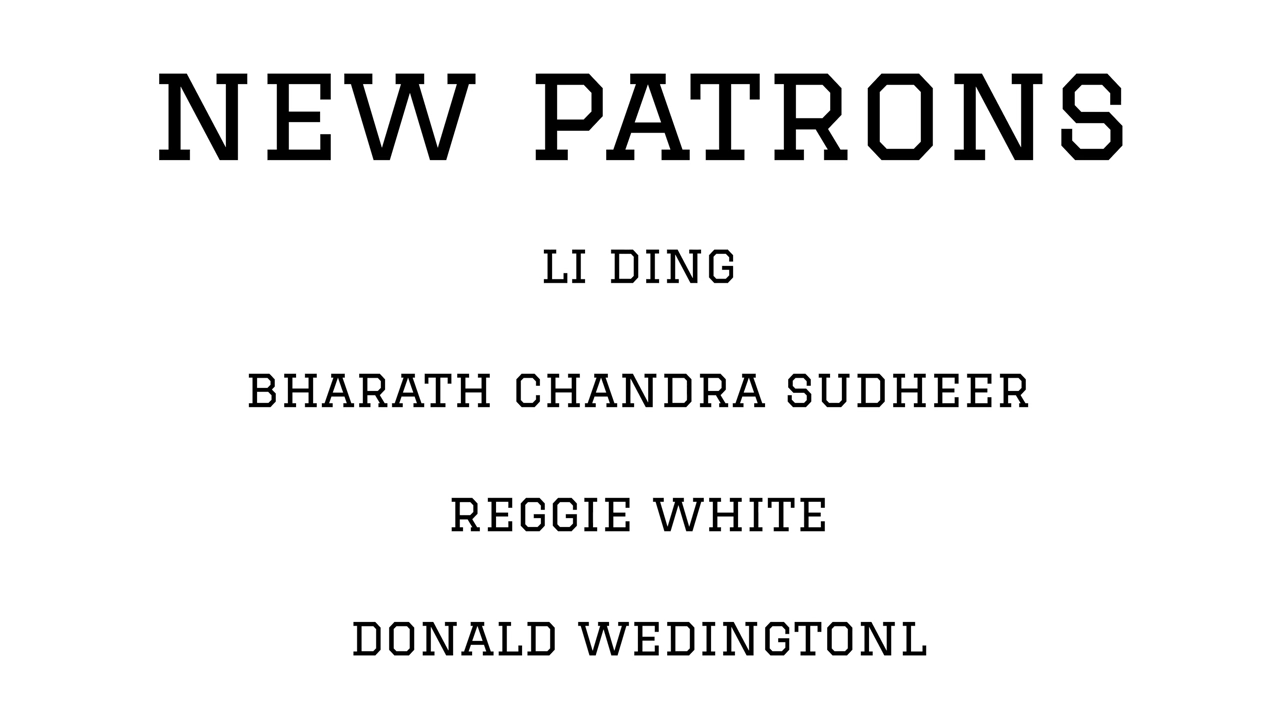 NEW PATRONS
LI DING
BHARATH CHANDRA SUDHEER
REGGIE WHITE
DONALD WEDINGTONL